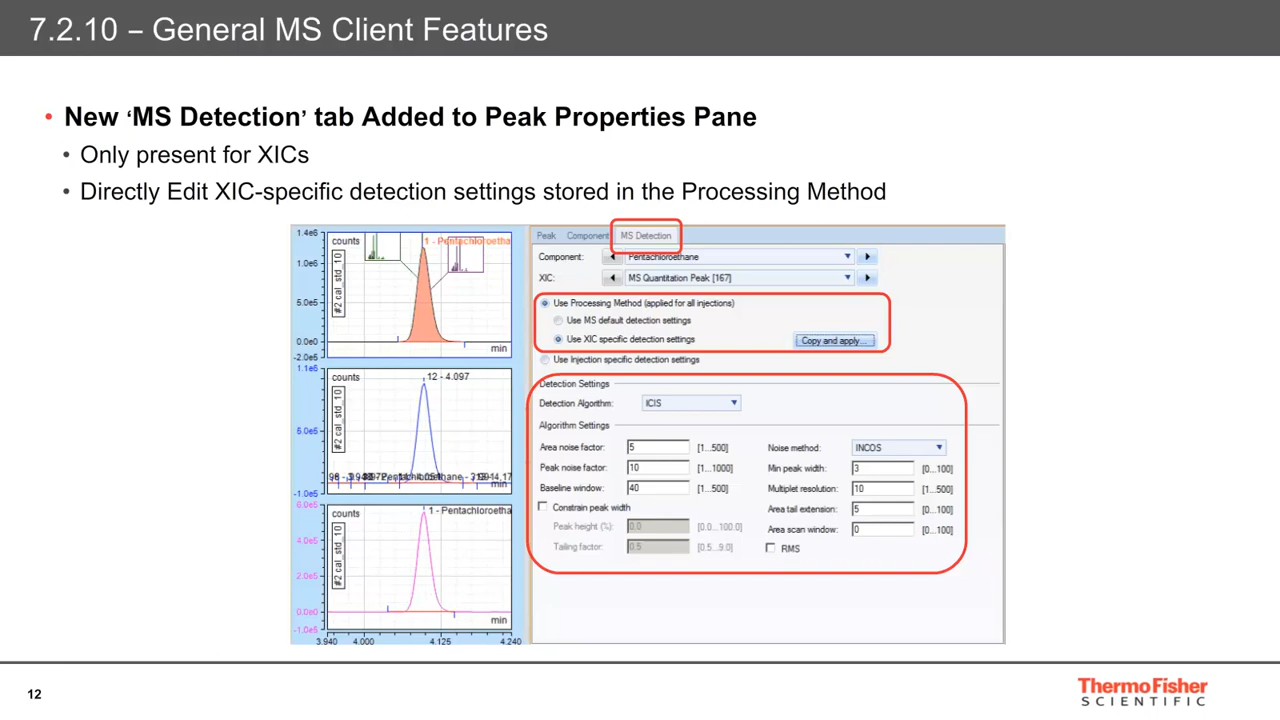 7.2.10 – General MS Client Features
• New ‘MS Detection’ tab Added to Peak Properties Pane
• Only present for XICs
• Directly Edit XIC-specific detection settings stored in the Processing Method
1.4e6
counts
1 - Pentachloroetha
1.0e6
5.0e5
0.0e0
-2.0e5
#2 cal_std_10
min
1.1e6
counts
12 - 4.097
6.0e5
-1.0e5
#2 cal_std_10
min
6.0e6
counts
1 - Pentachloroetha
4.0e6
2.0e6
0.0e0
-1.0e6
#2 cal_std_10
min
3.940 4.000 4.125 4.240
Peak Component MS Detection
Component: Pentachloroethane
XIC: MS Quantitation Peak [167]
Use Processing Method (applied for all injections)
Use MS default detection settings
Use XIC specific detection settings Copy and apply...
Use Injection specific detection settings
Detection Settings
Detection Algorithm: ICIS
Algorithm Settings
Area noise factor: 5 [1...500] Noise method: INCOS
Peak noise factor: 10 [1...1000] Min peak width: 3 [0...100]
Baseline window: 40 [1...500] Multiplet resolution: 10 [1...500]
Constrain peak width Area tail extension: 5 [0...100]
Peak height (%): 0.0 [0.0...100.0] Area scan window: 0 [0...100]
Tailing factor: 0.5 [0.5...9.0] RMS
12
ThermoFisher
SCIENTIFIC